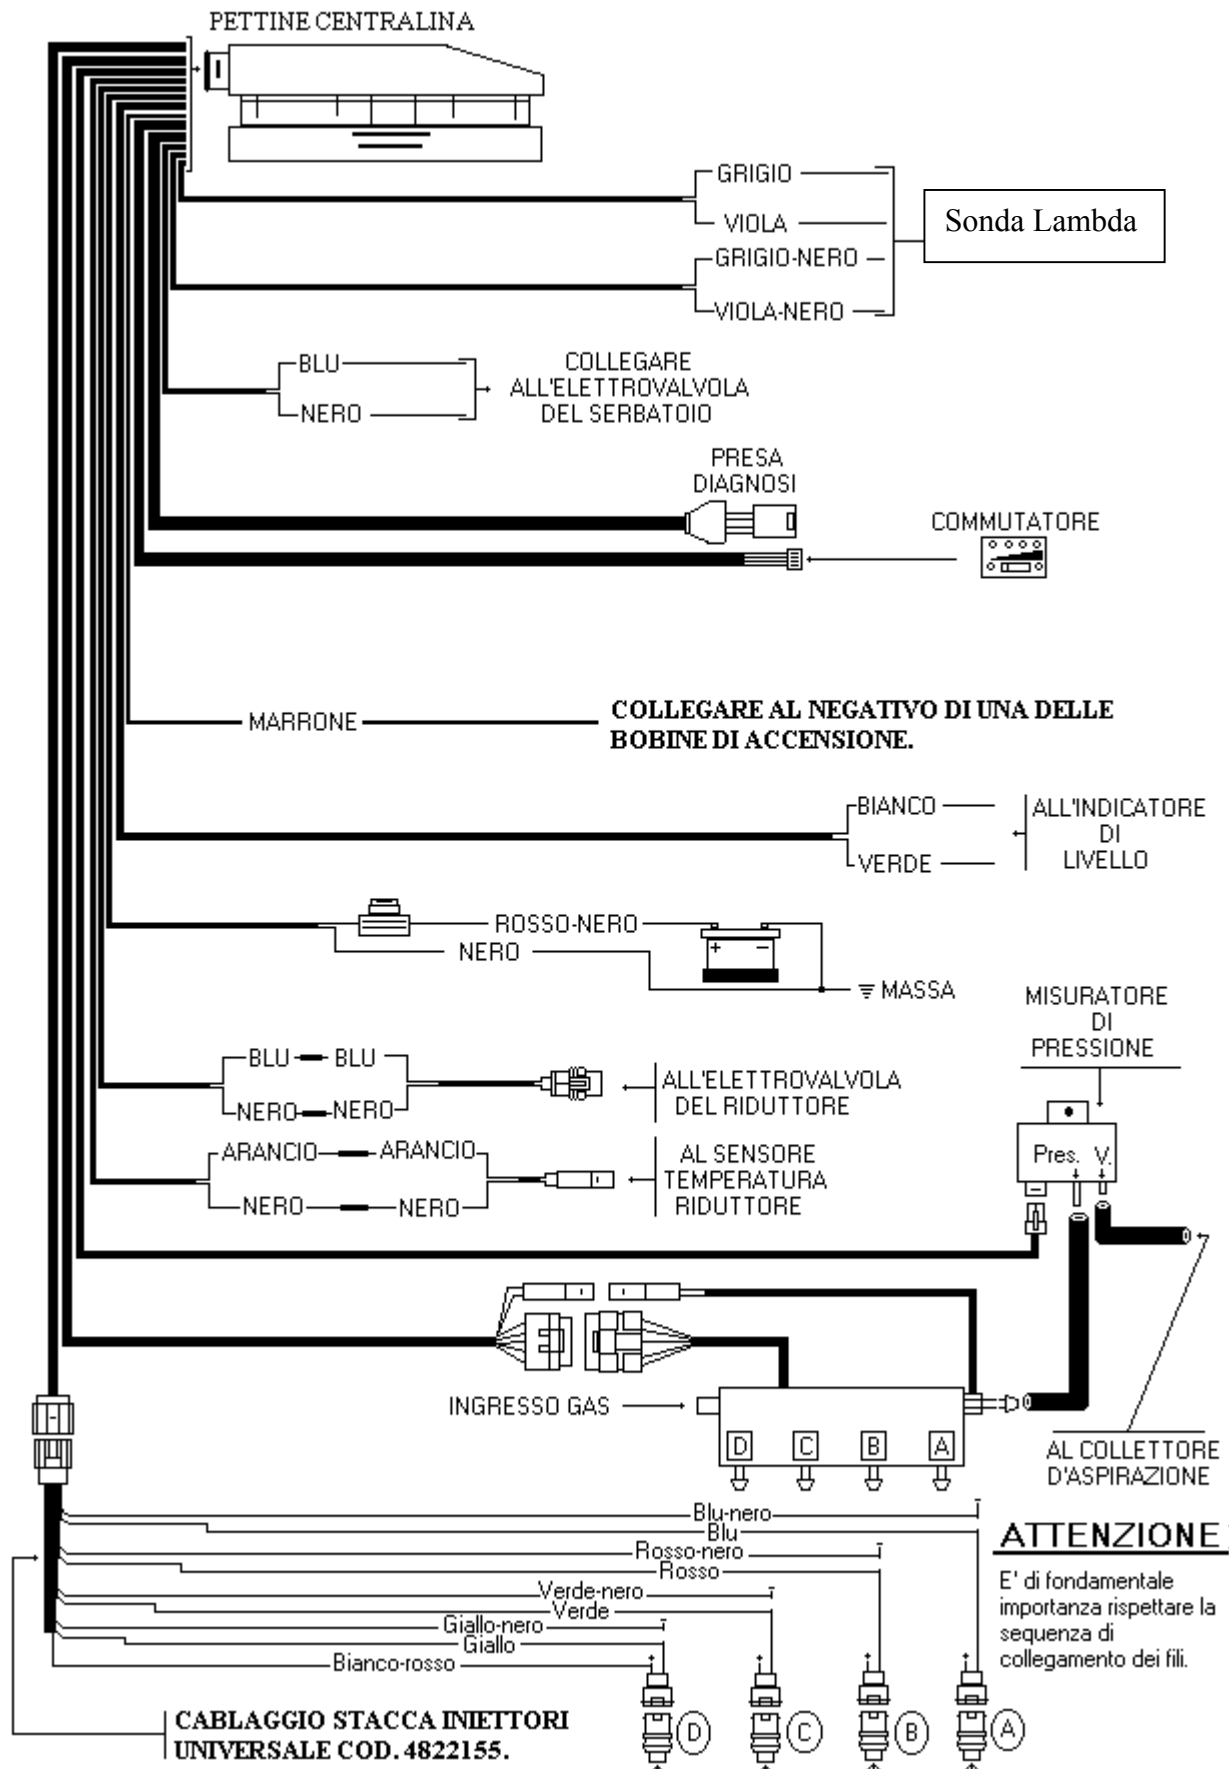 PETTINE CENTRALINA
GRIGIO
VIOLA
Sonda Lambda
GRIGIO-NERO
VIOLA-NERO
BLU
NERO
COLLEGARE
ALL'ELETTROVALVOLA
DEL SERBATOIO
PRESA
DIAGNOSI
COMMUTATORE
MARRONE
COLLEGARE AL NEGATIVO DI UNA DELLE
BOBINE DI ACCENSIONE.
BIANCO
VERDE
ALL'INDICATORE
DI
LIVELLO
ROSSO-NERO
NERO
+ −
MASSA
MISURATORE
DI
PRESSIONE
BLU BLU
NERO NERO
ALL'ELETTROVALVOLA
DEL RIDUTTORE
ARANCIO ARANCIO
NERO NERO
AL SENSORE
TEMPERATURA
RIDUTTORE
Pres. V.
INGRESSO GAS
D C B A
AL COLLETTORE
D'ASPIRAZIONE
Blu-nero
Blu
Rosso-nero
Rosso
Verde-nero
Verde
Giallo-nero
Giallo
Bianco-rosso
ATTENZIONE:
E' di fondamentale
importanza rispettare la
sequenza di
collegamento dei fili.
- + - + - + - +
D C B A
CABLAGGIO STACCA INIETTORI
UNIVERSALE COD. 4822155.